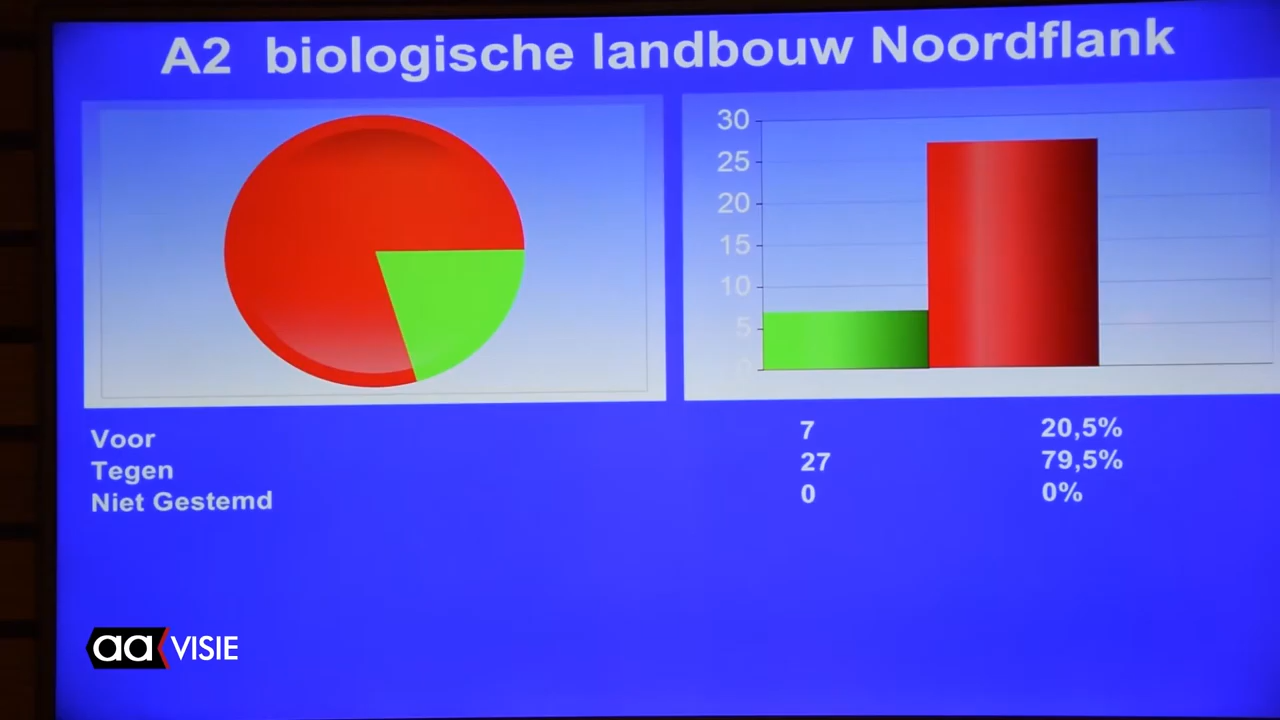 A2 biologische landbouw Noordflank
30
25
20
15
10
5
0
Voor 7 20,5%
Tegen 27 79,5%
Niet Gestemd 0 0%
aa VISIE